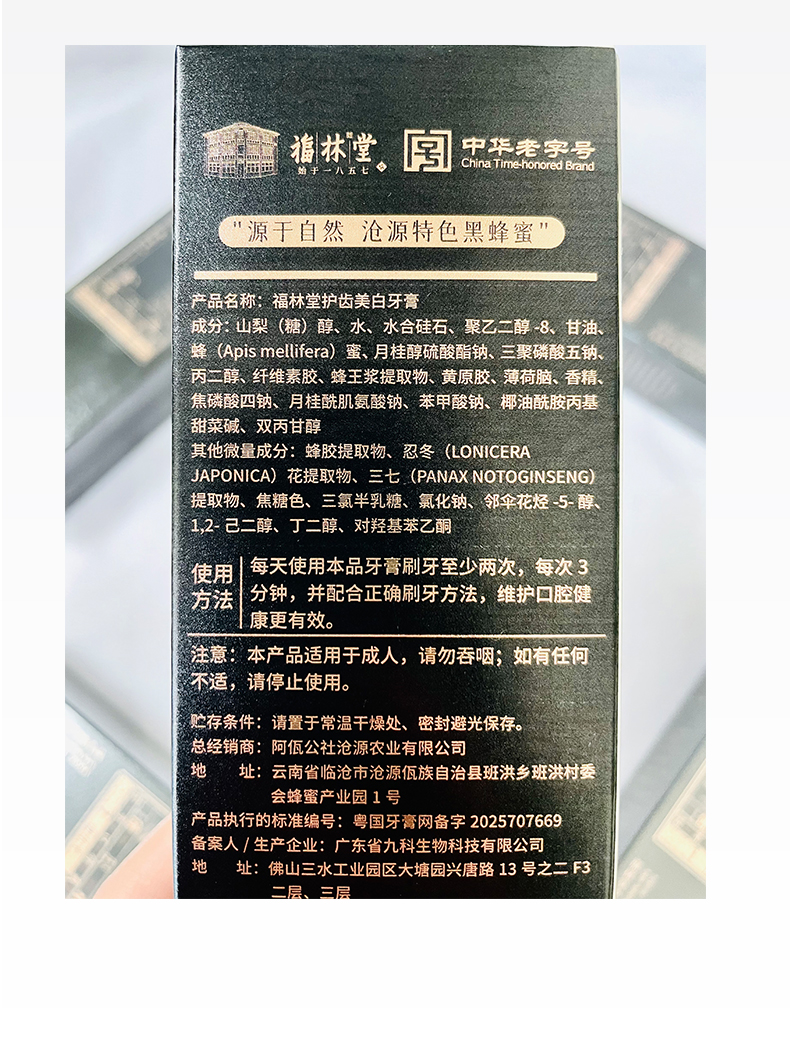 福林堂
始于一八五七
中华老字号
China Time-honored Brand
"源于自然 沧源特色黑蜂蜜"
产品名称：福林堂护齿美白牙膏
成分：山梨（糖）醇、水、水合硅石、聚乙二醇 -8、甘油、
蜂（Apis mellifera）蜜、月桂醇硫酸酯钠、三聚磷酸五钠、
丙二醇、纤维素胶、蜂王浆提取物、黄原胶、薄荷脑、香精、
焦磷酸四钠、月桂酰肌氨酸钠、苯甲酸钠、椰油酰胺丙基
甜菜碱、双丙甘醇
其他微量成分：蜂胶提取物、忍冬（LONICERA
JAPONICA）花提取物、三七（PANAX NOTOGINSENG）
提取物、焦糖色、三氯半乳糖、氯化钠、邻伞花烃 -5- 醇、
1,2- 己二醇、丁二醇、对羟基苯乙酮
使用
方法
每天使用本品牙膏刷牙至少两次，每次 3
分钟，并配合正确刷牙方法，维护口腔健
康更有效。
注意：本产品适用于成人，请勿吞咽；如有任何
不适，请停止使用。
贮存条件：请置于常温干燥处、密封避光保存。
总经销商：阿佤公社沧源农业有限公司
地 址：云南省临沧市沧源佤族自治县班洪乡班洪村委
会蜂蜜产业园 1 号
产品执行的标准编号：粤国牙膏网备字 2025707669
备案人 / 生产企业：广东省九科生物科技有限公司
地 址：佛山三水工业园区大塘园兴唐路 13 号之二 F3
二层、三层